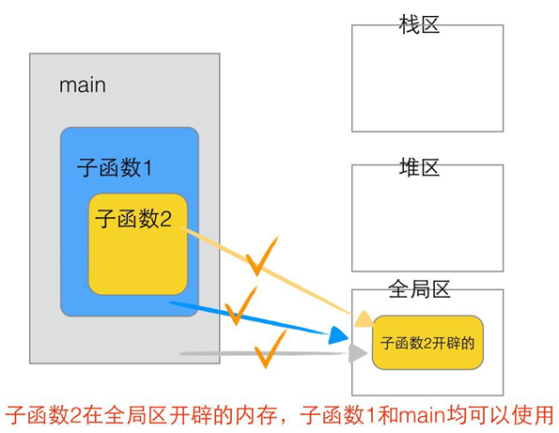 栈区
main
子函数1
堆区
子函数2
全局区
子函数2开辟的
子函数2在全局区开辟的内存，子函数1和main均可以使用